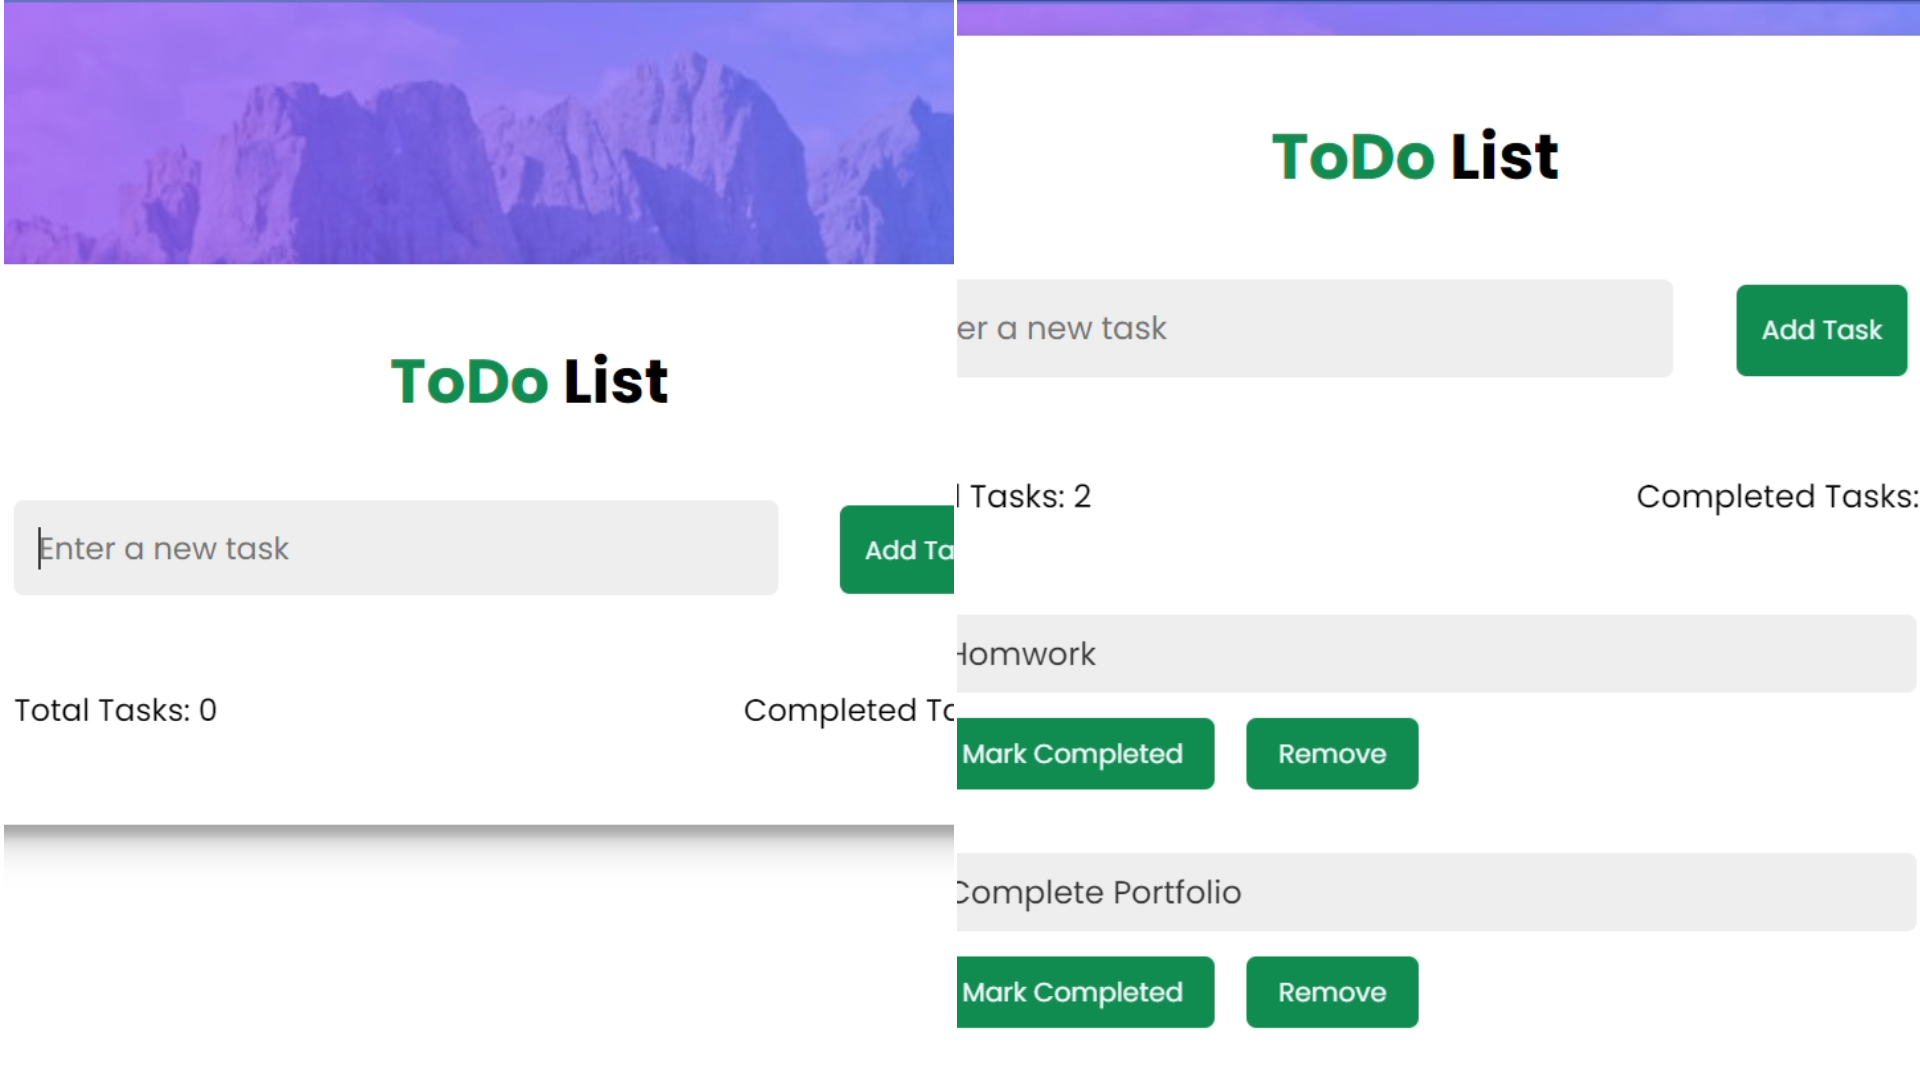 ToDo List
Enter a new task
Add Ta
Total Tasks: 0
Completed Ta
ToDo List
er a new task
Add Task
l Tasks: 2
Completed Tasks:
Homwork
Mark Completed
Remove
Complete Portfolio
Mark Completed
Remove